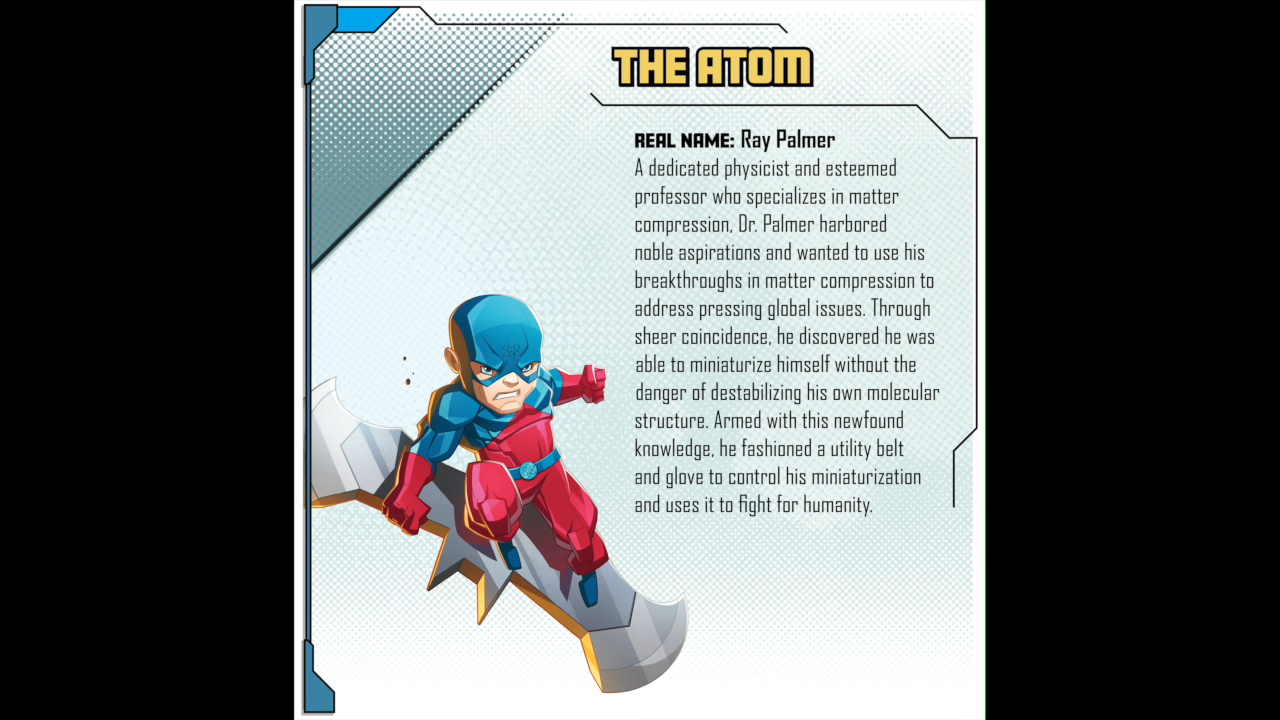 THE ATOM
REAL NAME: Ray Palmer
A dedicated physicist and esteemed
professor who specializes in matter
compression, Dr. Palmer harbored
noble aspirations and wanted to use his
breakthroughs in matter compression to
address pressing global issues. Through
sheer coincidence, he discovered he was
able to miniaturize himself without the
danger of destabilizing his own molecular
structure. Armed with this newfound
knowledge, he fashioned a utility belt
and glove to control his miniaturization
and uses it to fight for humanity.